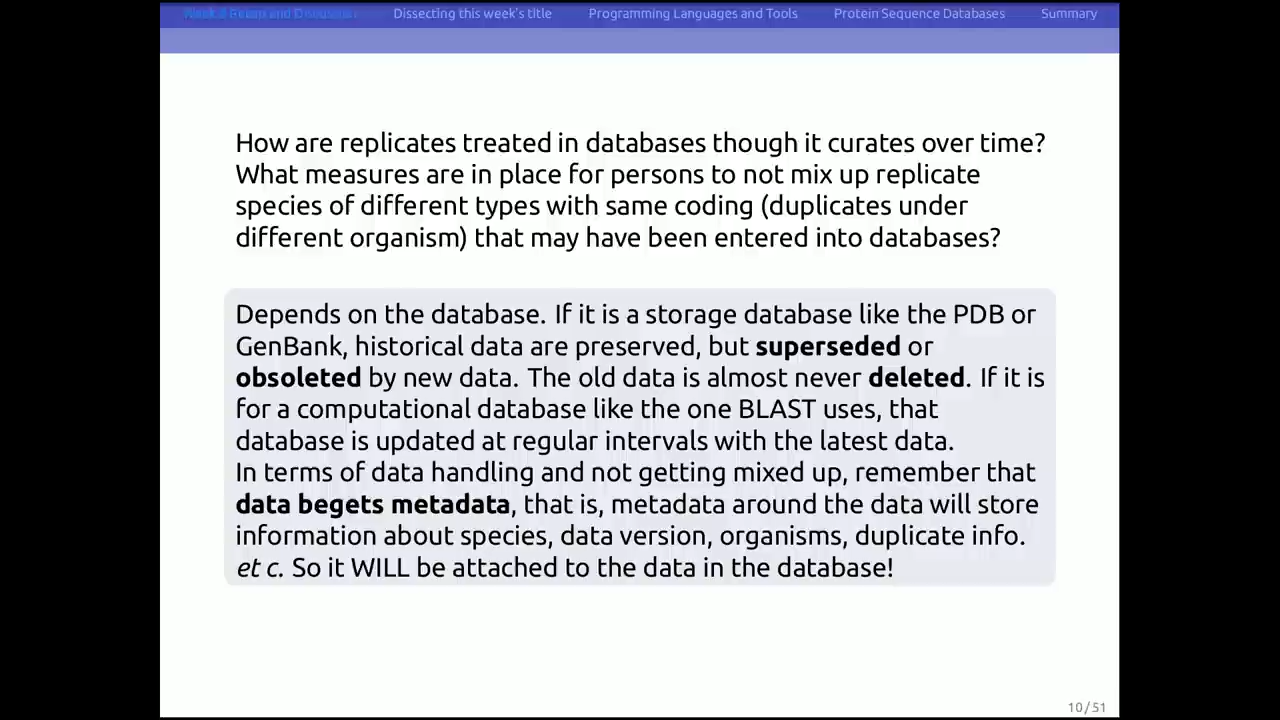 Dissecting this week's title Programming Languages and Tools Protein Sequence Databases Summary
How are replicates treated in databases though it curates over time?
What measures are in place for persons to not mix up replicate
species of different types with same coding (duplicates under
different organism) that may have been entered into databases?
Depends on the database. If it is a storage database like the PDB or
GenBank, historical data are preserved, but superseded or
obsoleted by new data. The old data is almost never deleted. If it is
for a computational database like the one BLAST uses, that
database is updated at regular intervals with the latest data.
In terms of data handling and not getting mixed up, remember that
data begets metadata, that is, metadata around the data will store
information about species, data version, organisms, duplicate info.
et c. So it WILL be attached to the data in the database!
10/51